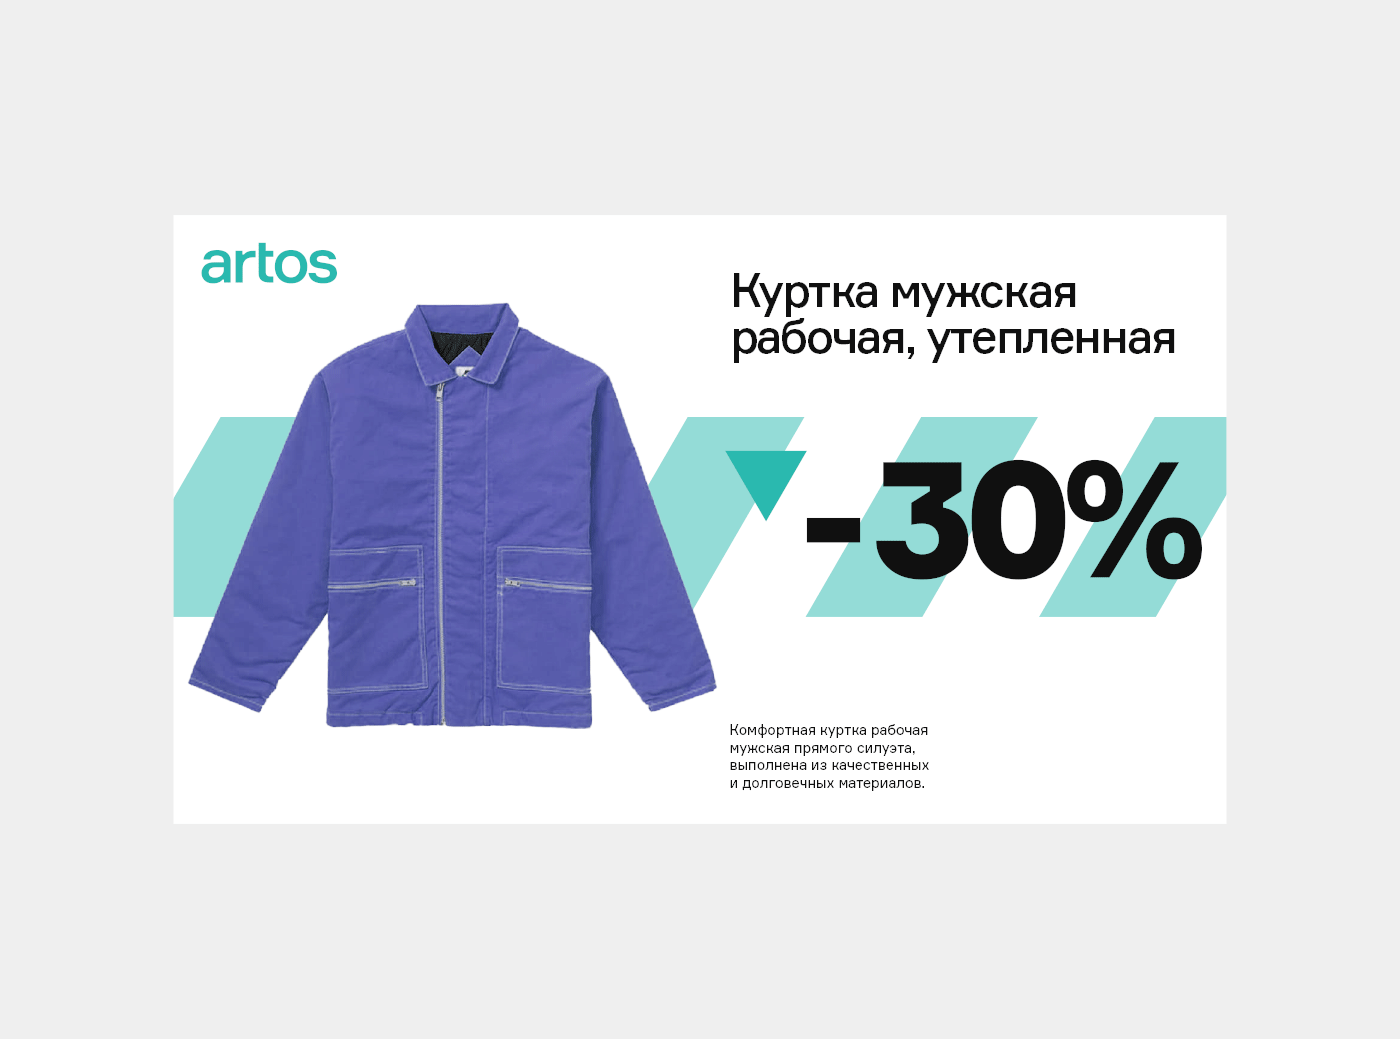 artos
Куртка мужская
рабочая, утепленная
-30%
Комфортная куртка рабочая
мужская прямого силуэта,
выполнена из качественных
и долговечных материалов.